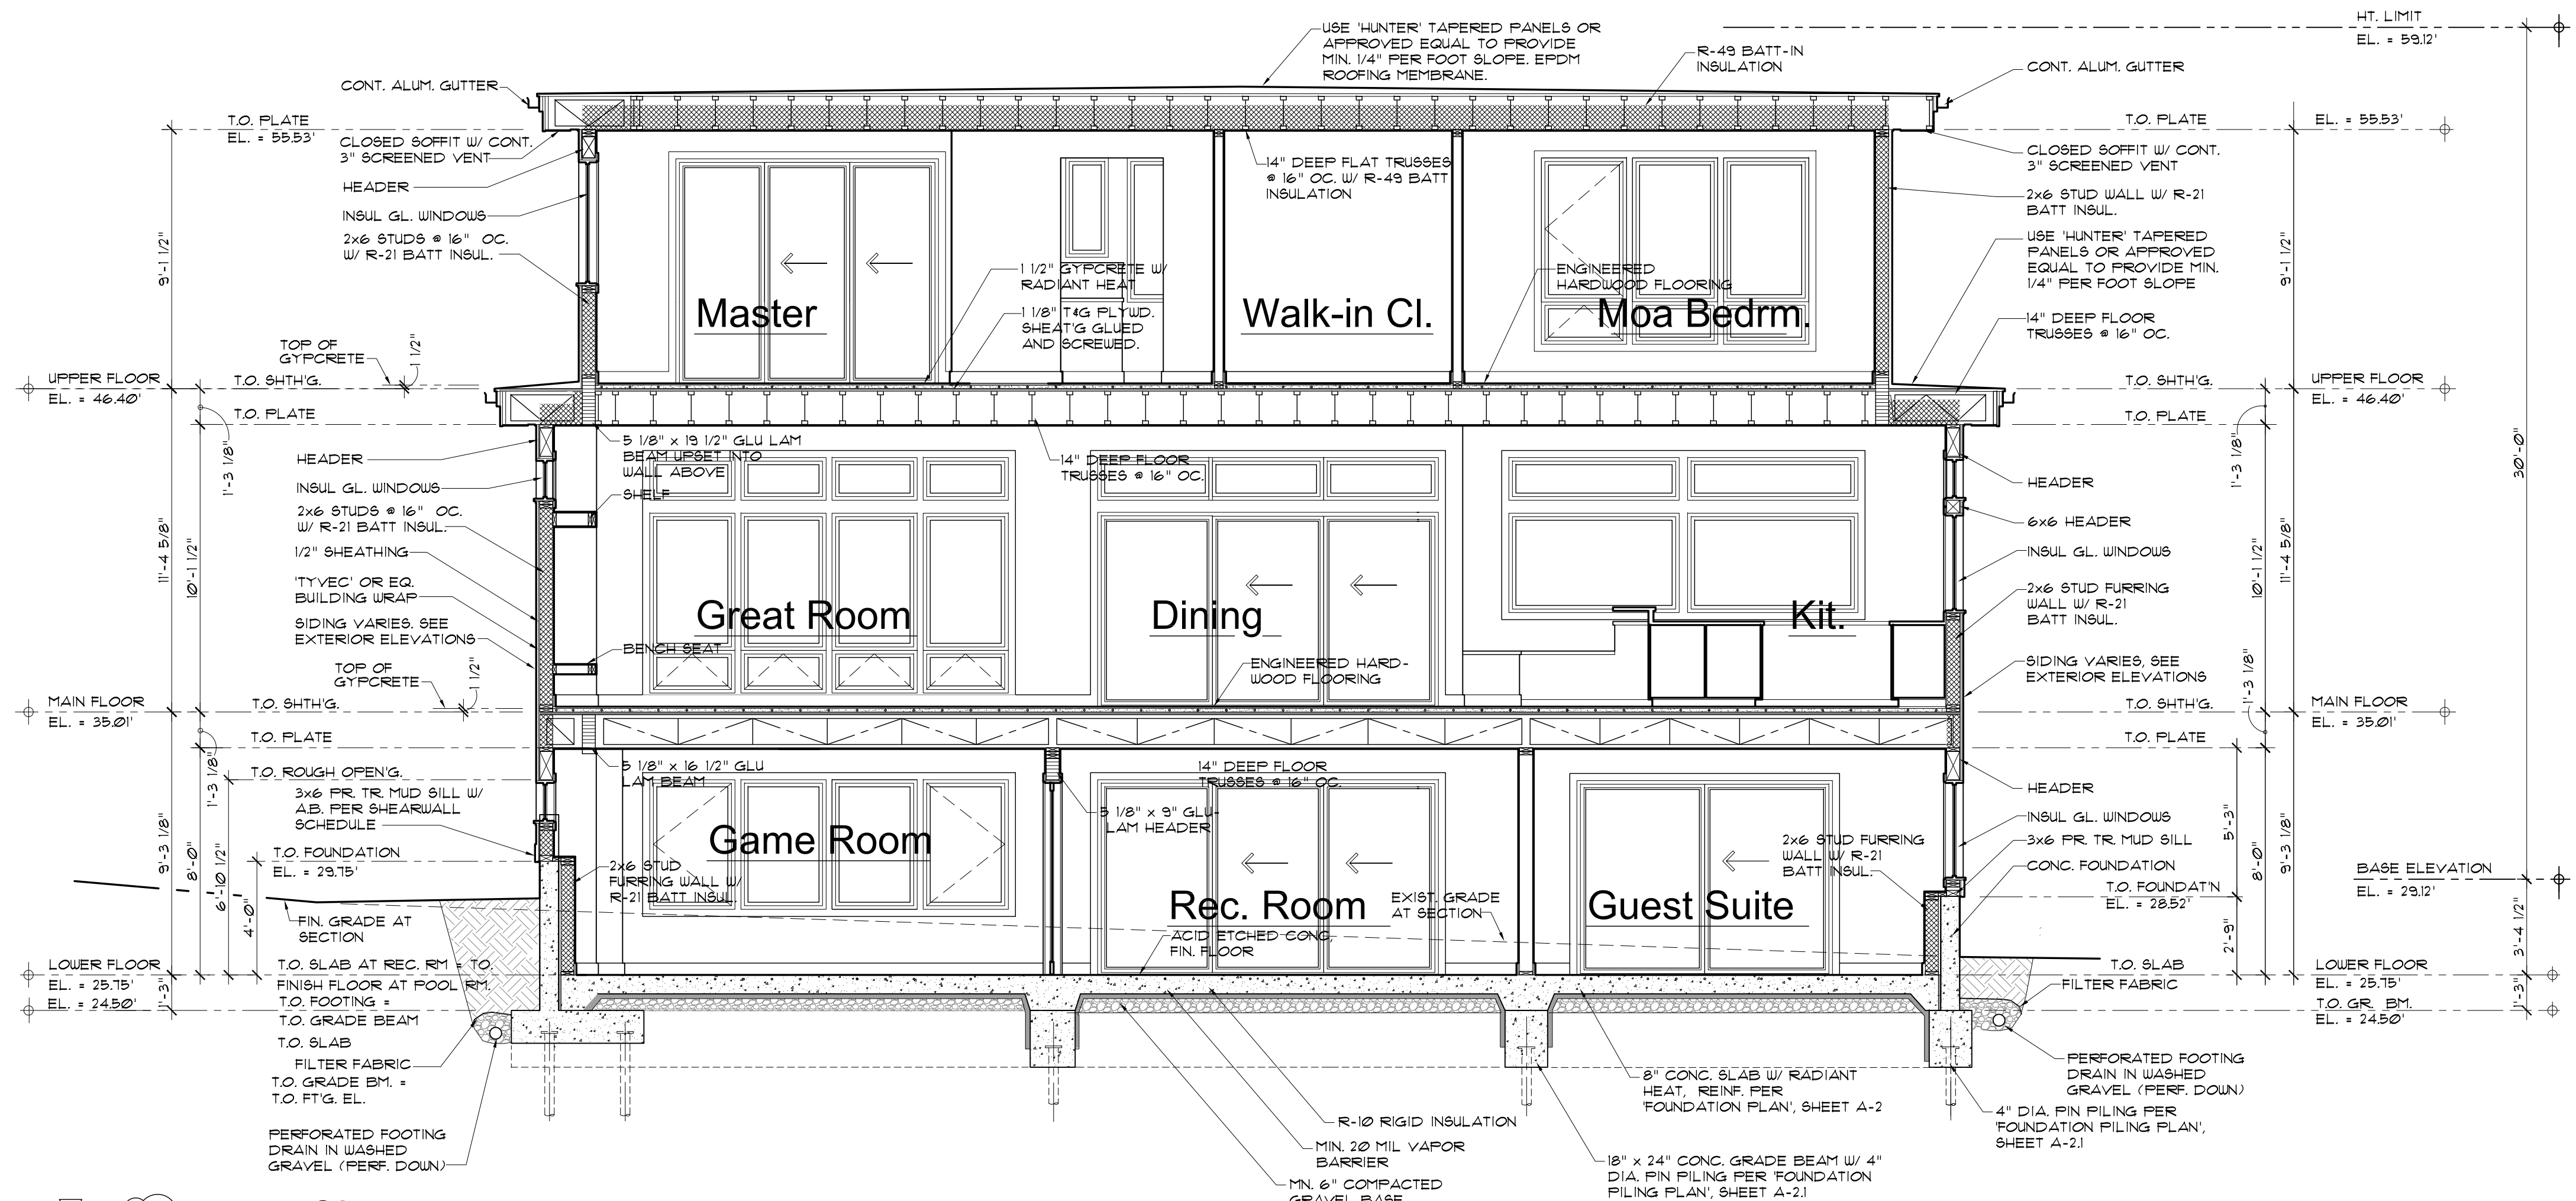 HT. LIMIT
EL. = 59.12'
USE 'HUNTER' TAPERED PANELS OR
APPROVED EQUAL TO PROVIDE
MIN. 1/4" PER FOOT SLOPE. EPDM
ROOFING MEMBRANE.
R-49 BATT-IN
INSULATION
CONT. ALUM. GUTTER
CONT. ALUM. GUTTER
T.O. PLATE
EL. = 55.53'
CLOSED SOFFIT W/ CONT.
3" SCREENED VENT
HEADER
INSUL GL. WINDOWS
2x6 STUDS @ 16" OC.
W/ R-21 BATT INSUL.
9'-1 1/2"
14" DEEP FLAT TRUSSES
@ 16" OC. W/ R-49 BATT
INSULATION
T.O. PLATE
EL. = 55.53'
CLOSED SOFFIT W/ CONT.
3" SCREENED VENT
2x6 STUD WALL W/ R-21
BATT INSUL.
USE 'HUNTER' TAPERED
PANELS OR APPROVED
EQUAL TO PROVIDE MIN.
1/4" PER FOOT SLOPE
9'-1 1/2"
14" DEEP FLOOR
TRUSSES @ 16" OC.
1 1/2" GYPCRETE W/
RADIANT HEAT
1 1/8" T&G PLYWD.
SHEAT'G GLUED
AND SCREWED.
ENGINEERED
HARDWOOD FLOORING
Master
Walk-in Cl.
Moa Bedrm.
TOP OF
GYPCRETE
1 1/2"
UPPER FLOOR
EL. = 46.40'
T.O. SHTH'G.
T.O. PLATE
1'-3 1/8"
T.O. SHTH'G.
T.O. PLATE
UPPER FLOOR
EL. = 46.40'
1'-3 1/8"
30'-0"
HEADER
INSUL GL. WINDOWS
2x6 STUDS @ 16" OC.
W/ R-21 BATT INSUL.
1/2" SHEATHING
'TYVEC' OR EQ.
BUILDING WRAP
SIDING VARIES. SEE
EXTERIOR ELEVATIONS
11'-4 5/8"
10'-1 1/2"
5 1/8" x 19 1/2" GLU LAM
BEAM UPSET INTO
WALL ABOVE
SHELF
14" DEEP FLOOR
TRUSSES @ 16" OC.
Great Room
Dining
Kit.
BENCH SEAT
ENGINEERED HARD-
WOOD FLOORING
HEADER
6x6 HEADER
INSUL GL. WINDOWS
2x6 STUD FURRING
WALL W/ R-21
BATT INSUL.
SIDING VARIES, SEE
EXTERIOR ELEVATIONS
10'-1 1/2"
11'-4 5/8"
TOP OF
GYPCRETE
1 1/2"
MAIN FLOOR
EL. = 35.01'
T.O. SHTH'G.
T.O. PLATE
1'-3 1/8"
T.O. SHTH'G.
T.O. PLATE
MAIN FLOOR
EL. = 35.01'
1'-3 1/8"
T.O. ROUGH OPEN'G.
3x6 PR. TR. MUD SILL W/
A.B. PER SHEARWALL
SCHEDULE
T.O. FOUNDATION
EL. = 29.75'
9'-3 1/8"
8'-0"
6'-10 1/2"
4'-0"
5 1/8" x 16 1/2" GLU
LAM BEAM
14" DEEP FLOOR
TRUSSES @ 16" OC.
5 1/8" x 9" GLU-
LAM HEADER
Game Room
2x6 STUD
FURRING WALL W/
R-21 BATT INSUL.
Rec. Room
EXIST. GRADE
AT SECTION
Guest Suite
2x6 STUD FURRING
WALL W/ R-21
BATT INSUL.
ACID ETCHED CONC,
FIN. FLOOR
HEADER
INSUL GL. WINDOWS
3x6 PR. TR. MUD SILL
CONC. FOUNDATION
T.O. FOUNDAT'N
EL. = 28.52'
5'-3"
2'-9"
8'-0"
9'-3 1/8"
BASE ELEVATION
EL. = 29.12'
3'-4 1/2"
FIN. GRADE AT
SECTION
LOWER FLOOR
EL. = 25.75'
EL. = 24.50'
1'-3"
T.O. SLAB AT REC. RM = TO.
FINISH FLOOR AT POOL RM.
T.O. FOOTING =
T.O. GRADE BEAM
T.O. SLAB
FILTER FABRIC
T.O. GRADE BM. =
T.O. FT'G. EL.
PERFORATED FOOTING
DRAIN IN WASHED
GRAVEL (PERF. DOWN)
T.O. SLAB
FILTER FABRIC
LOWER FLOOR
EL. = 25.75'
T.O. GR. BM.
EL. = 24.50'
1'-3"
PERFORATED FOOTING
DRAIN IN WASHED
GRAVEL (PERF. DOWN)
4" DIA. PIN PILING PER
'FOUNDATION PILING PLAN',
SHEET A-2.1
8" CONC. SLAB W/ RADIANT
HEAT, REINF. PER
'FOUNDATION PLAN', SHEET A-2
R-10 RIGID INSULATION
MIN. 20 MIL VAPOR
BARRIER
18" x 24" CONC. GRADE BEAM W/ 4"
DIA. PIN PILING PER 'FOUNDATION
PILING PLAN', SHEET A-2.1
MN. 6" COMPACTED
GRAVEL BASE